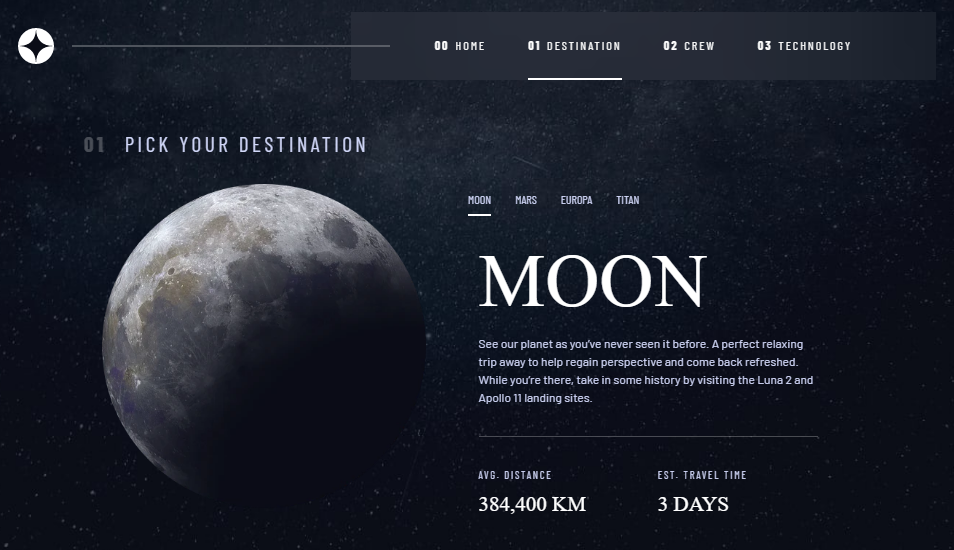 00 HOME 01 DESTINATION 02 CREW 03 TECHNOLOGY
01 PICK YOUR DESTINATION
MOON MARS EUROPA TITAN
MOON
See our planet as you’ve never seen it before. A perfect relaxing
trip away to help regain perspective and come back refreshed.
While you’re there, take in some history by visiting the Luna 2 and
Apollo 11 landing sites.
AVG. DISTANCE EST. TRAVEL TIME
384,400 KM 3 DAYS